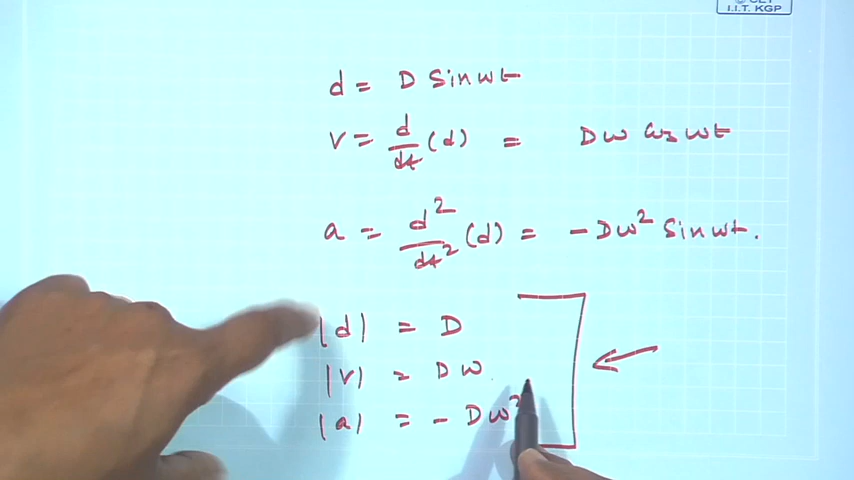 I.I.T. KGP
d = D Sin ωt
v = d/dt (d) = Dω Cos ωt
a = d²/dt² (d) = -Dω² Sin ωt.
|d| = D
|v| = Dω
|a| = - Dω²